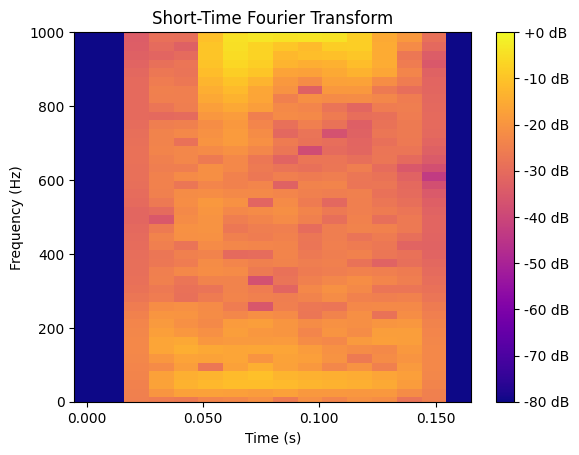 Short-Time Fourier Transform
1000
800
600
400
200
0
Frequency (Hz)
0.000
0.050
0.100
0.150
Time (s)
+0 dB
-10 dB
-20 dB
-30 dB
-40 dB
-50 dB
-60 dB
-70 dB
-80 dB